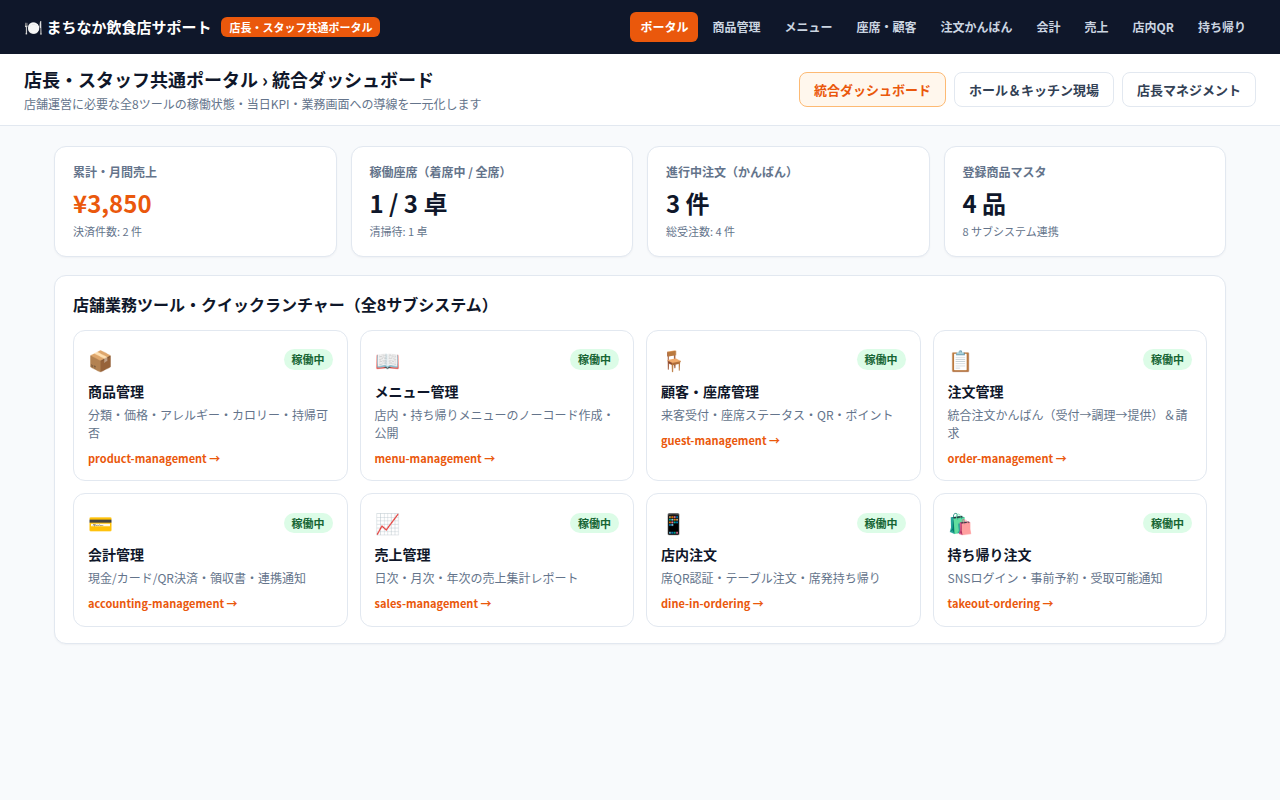 まちなか飲食店サポート 店長・スタッフ共通ポータル ポータル 商品管理 メニュー 座席・顧客 注文かんばん 会計 売上 店内QR 持ち帰り
店長・スタッフ共通ポータル › 統合ダッシュボード
店舗運営に必要な全8ツールの稼働状態・当日KPI・業務画面への導線を一元化します
統合ダッシュボード ホール＆キッチン現場 店長マネジメント
累計・月間売上
¥3,850
決済件数: 2 件
稼働座席（着席中 / 全席）
1 / 3 卓
清掃待: 1 卓
進行中注文（かんばん）
3 件
総受注数: 4 件
登録商品マスタ
4 品
8 サブシステム連携
店舗業務ツール・クイックランチャー（全8サブシステム）
稼働中
商品管理
分類・価格・アレルギー・カロリー・持帰可
否
product-management →
稼働中
メニュー管理
店内・持ち帰りメニューのノーコード作成・
公開
menu-management →
稼働中
顧客・座席管理
来客受付・座席ステータス・QR・ポイント
guest-management →
稼働中
注文管理
統合注文かんばん（受付→調理→提供）＆請
求
order-management →
稼働中
会計管理
現金/カード/QR決済・領収書・連携通知
accounting-management →
稼働中
売上管理
日次・月次・年次の売上集計レポート
sales-management →
稼働中
店内注文
席QR認証・テーブル注文・席発持ち帰り
dine-in-ordering →
稼働中
持ち帰り注文
SNSログイン・事前予約・受取可能通知
takeout-ordering →